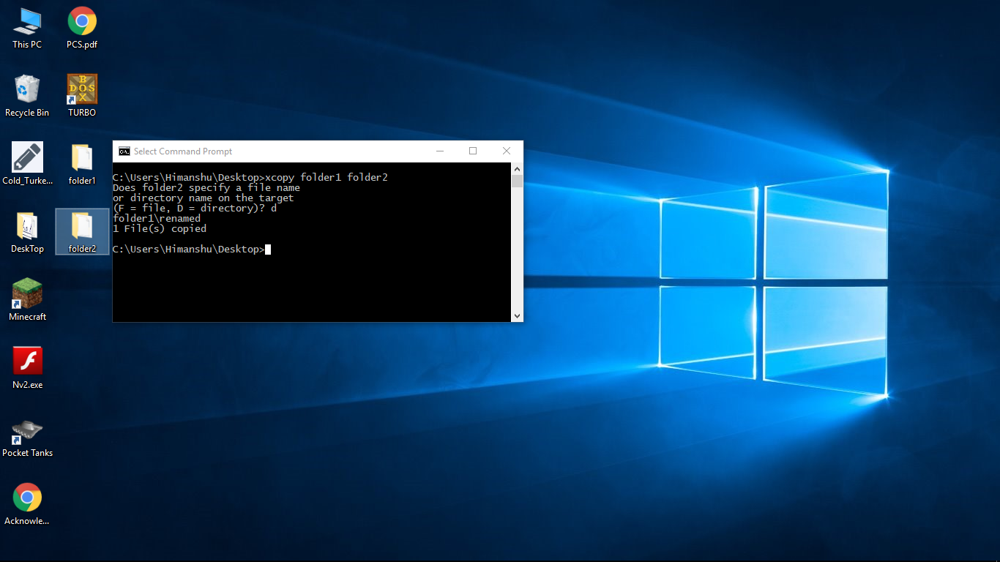 This PC
PCS.pdf
Recycle Bin
B
DOS
X
TURBO
Cold_Turke...
folder1
DeskTop
folder2
Minecraft
Nv2.exe
Pocket Tanks
Acknowle...
C:\.
Select Command Prompt
C:\Users\Himanshu\Desktop>xcopy folder1 folder2
Does folder2 specify a file name
or directory name on the target
(F = file, D = directory)? d
folder1\renamed
1 File(s) copied
C:\Users\Himanshu\Desktop>